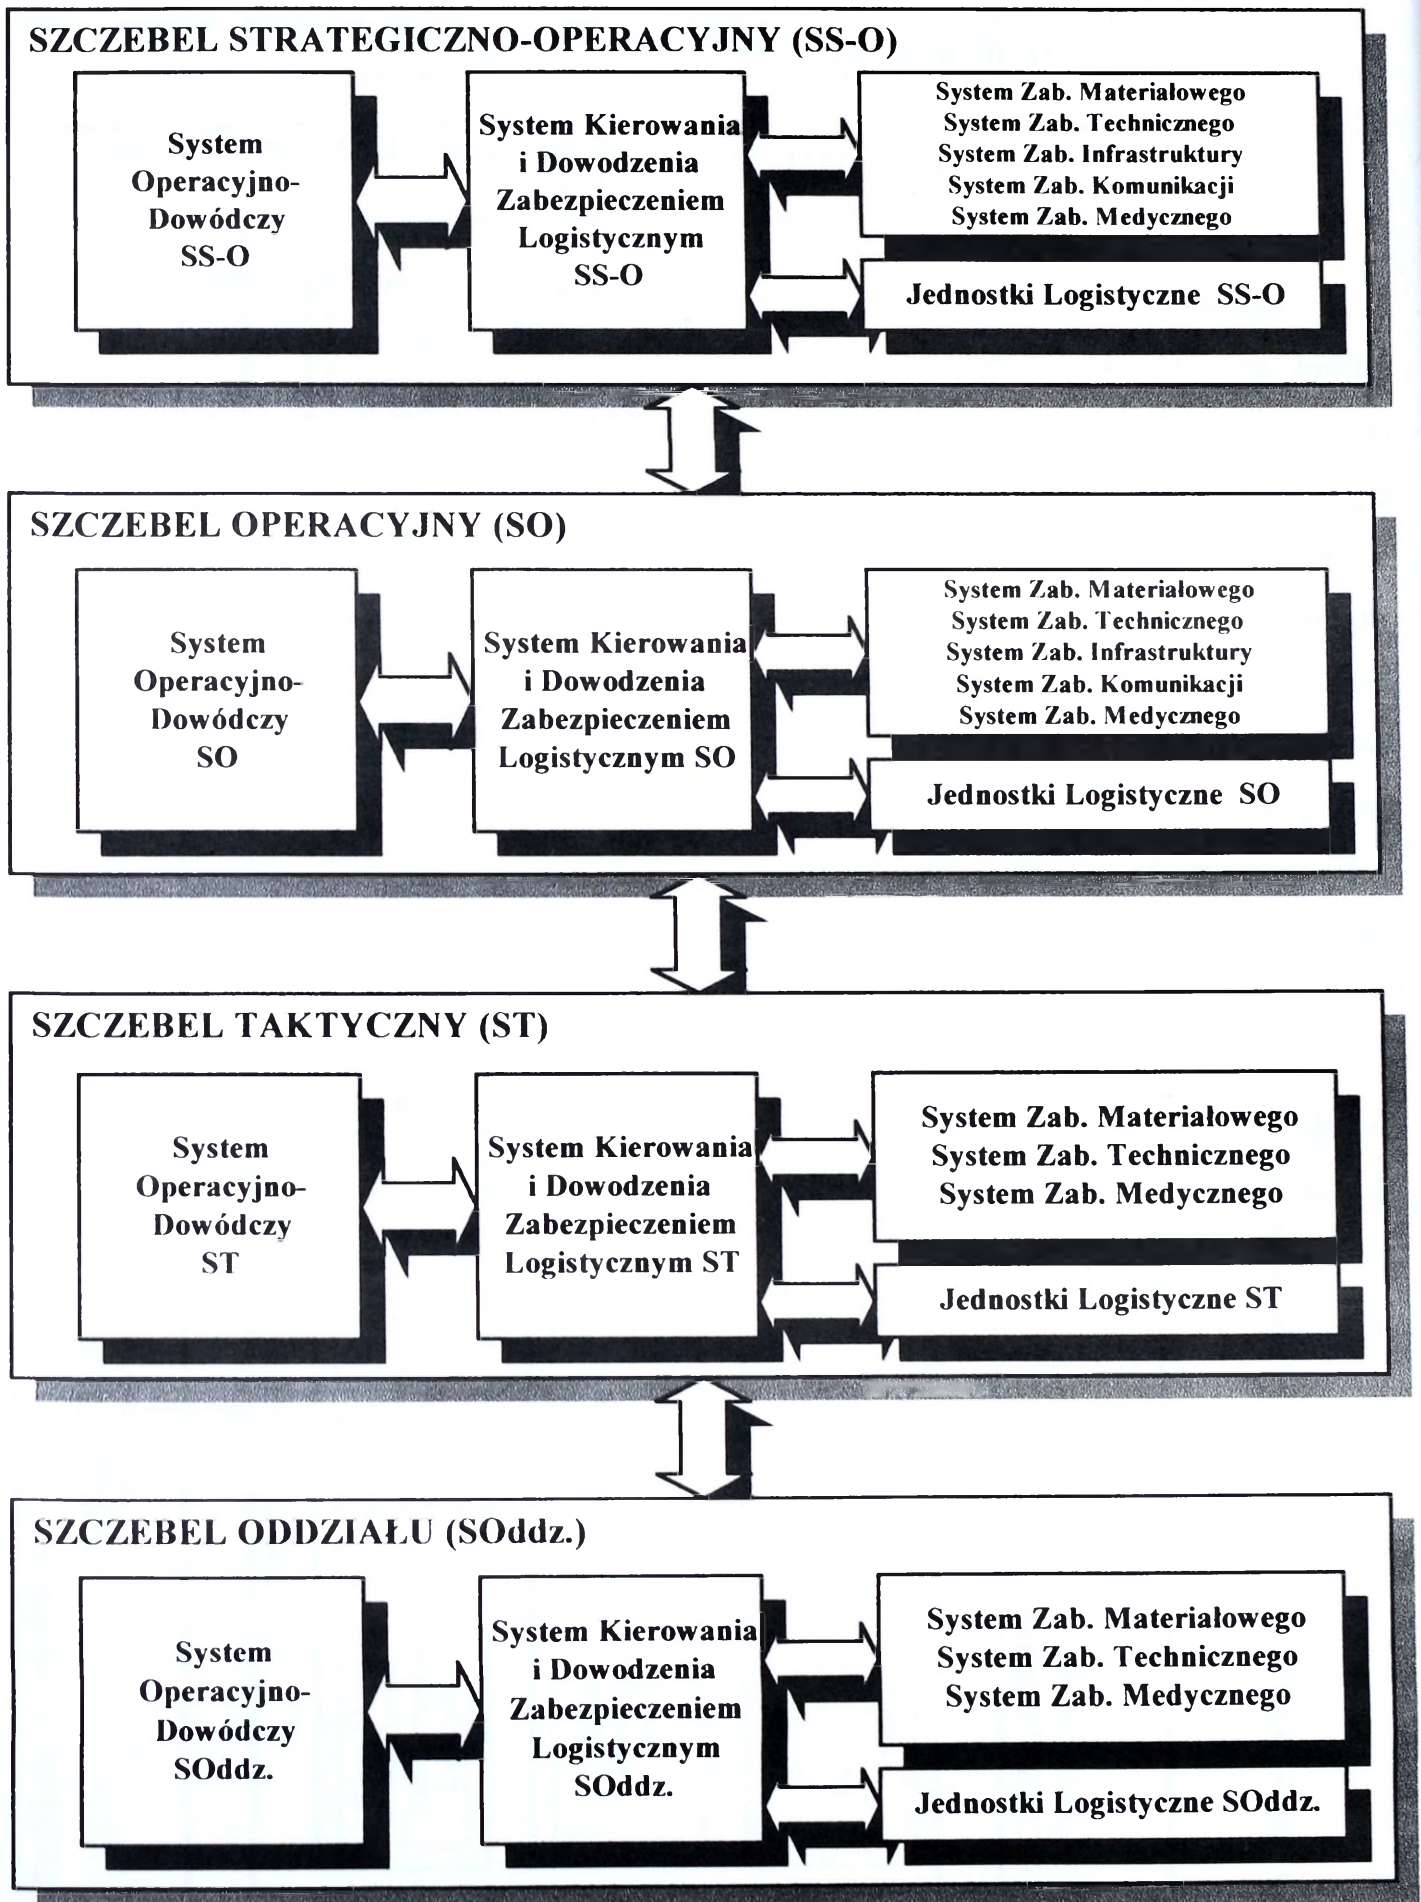 SZCZEBEL STRATEGICZNO-OPERACYJNY (SS-O)
System
Operacyjno-
Dowódczy
SS-O
System Kierowania
i Dowodzenia
Zabezpieczeniem
Logistycznym
SS-O
System Zab. Materiałowego
System Zab. Technicznego
System Zab. Infrastruktury
System Zab. Komunikacji
System Zab. Medycznego
Jednostki Logistyczne SS-O
SZCZEBEL OPERACYJNY (SO)
System
Operacyjno-
Dowódczy
SO
System Kierowania
i Dowodzenia
Zabezpieczeniem
Logistycznym SO
System Zab. Materiałowego
System Zab. Technicznego
System Zab. Infrastruktury
System Zab. Komunikacji
System Zab. Medycznego
Jednostki Logistyczne SO
SZCZEBEL TAKTYCZNY (ST)
System
Operacyjno-
Dowódczy
ST
System Kierowania
i Dowodzenia
Zabezpieczeniem
Logistycznym ST
System Zab. Materiałowego
System Zab. Technicznego
System Zab. Medycznego
Jednostki Logistyczne ST
SZCZEBEL ODDZIAŁU (SOddz.)
System
Operacyjno-
Dowódczy
SOddz.
System Kierowania
i Dowodzenia
Zabezpieczeniem
Logistycznym
SOddz.
System Zab. Materiałowego
System Zab. Technicznego
System Zab. Medycznego
Jednostki Logistyczne SOddz.